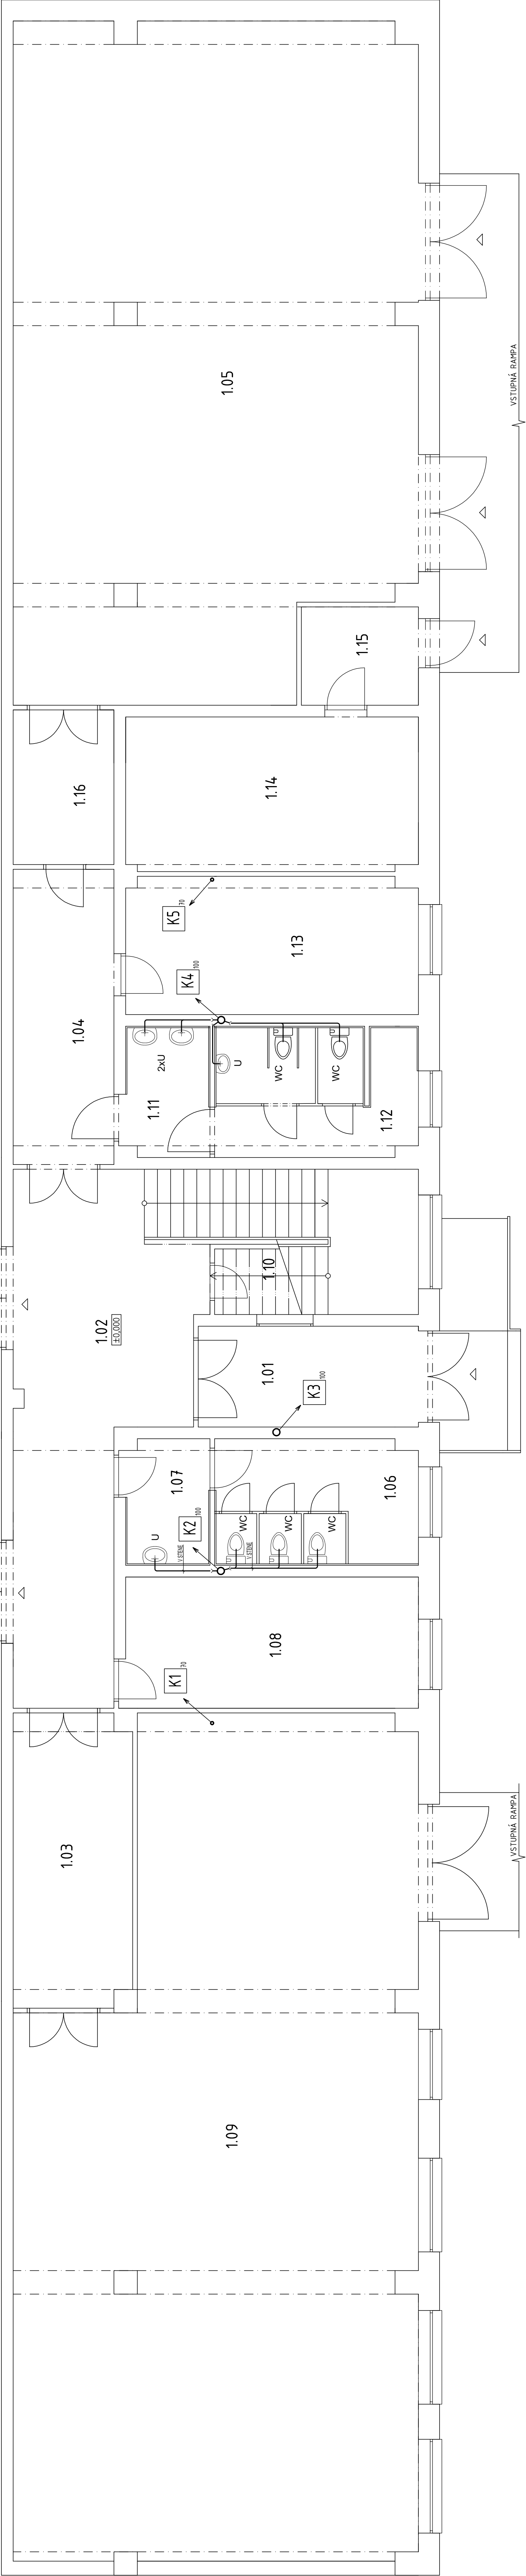 1.05
VSTUPNÁ RAMPA
1.15
1.14
1.16
K5
70
1.13
K4
100
1.04
2xU
U
WC
WC
1.11
1.12
1.10
1.02
±0,000
1.01
K3
100
1.07
1.06
K2
100
U
V STENE
V STENE
WC
WC
WC
1.08
K1
70
1.03
VSTUPNÁ RAMPA
1.09